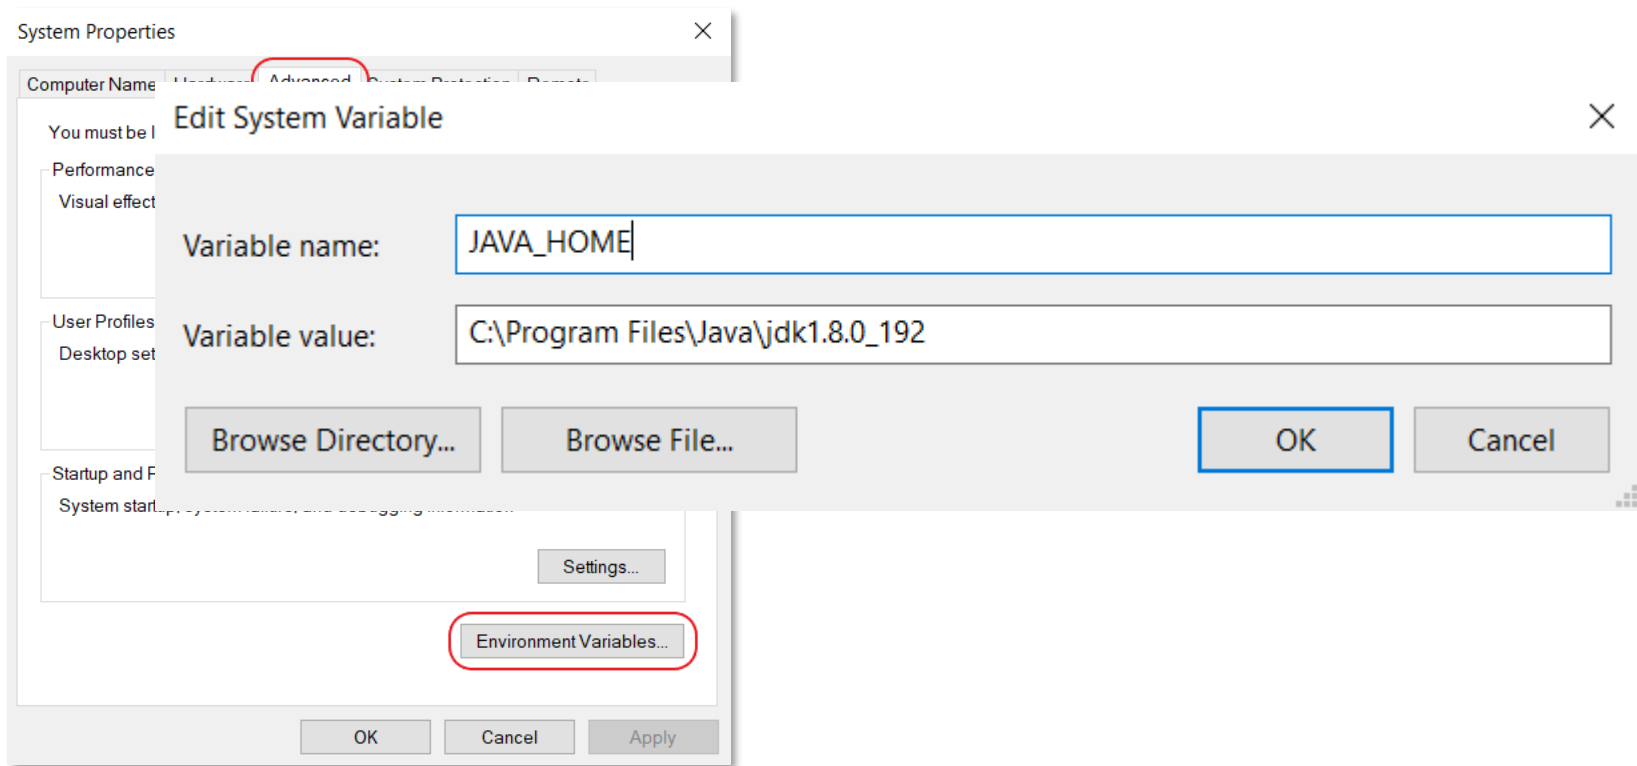 System Properties
Computer Name
Advanced
You must be
Performance
Visual effect
User Profiles
Desktop set
Startup and
System
Settings...
Environment Variables...
OK
Cancel
Apply
Edit System Variable
Variable name:
JAVA_HOME
Variable value:
C:\Program Files\Java\jdk1.8.0_192
Browse Directory...
Browse File...
OK
Cancel